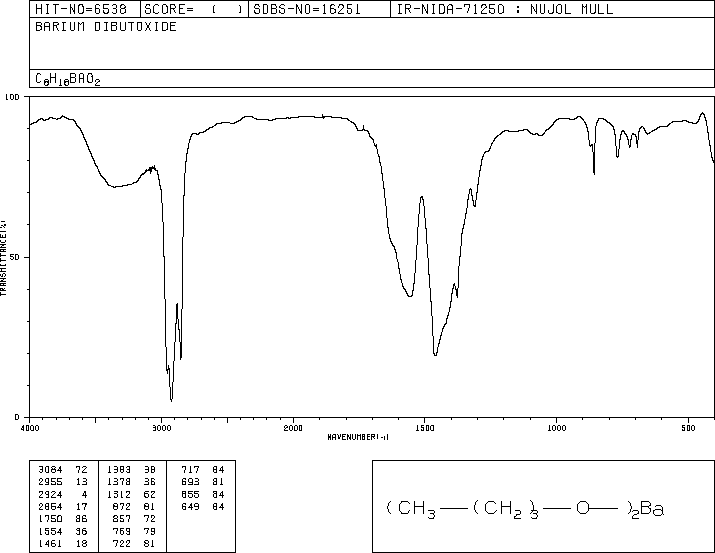 HIT-NO=6538 SCORE= ( ) SDBS-NO=16251 IR-NIDA-71250 : NUJOL MULL
BARIUM DIBUTOXIDE
C8H18BAO2
100
50
0
TRANSMITTANCE(%)
4000 3000 2000 1500 1000 500
WAVENUMBER(-1)
3084 72 1383 38 717 84
2955 13 1378 36 693 81
2924 4 1312 62 655 84
2854 17 872 81 649 84
1750 86 857 72
1554 36 769 79
1461 18 722 81
(CH3—(CH2)3—O—)2Ba